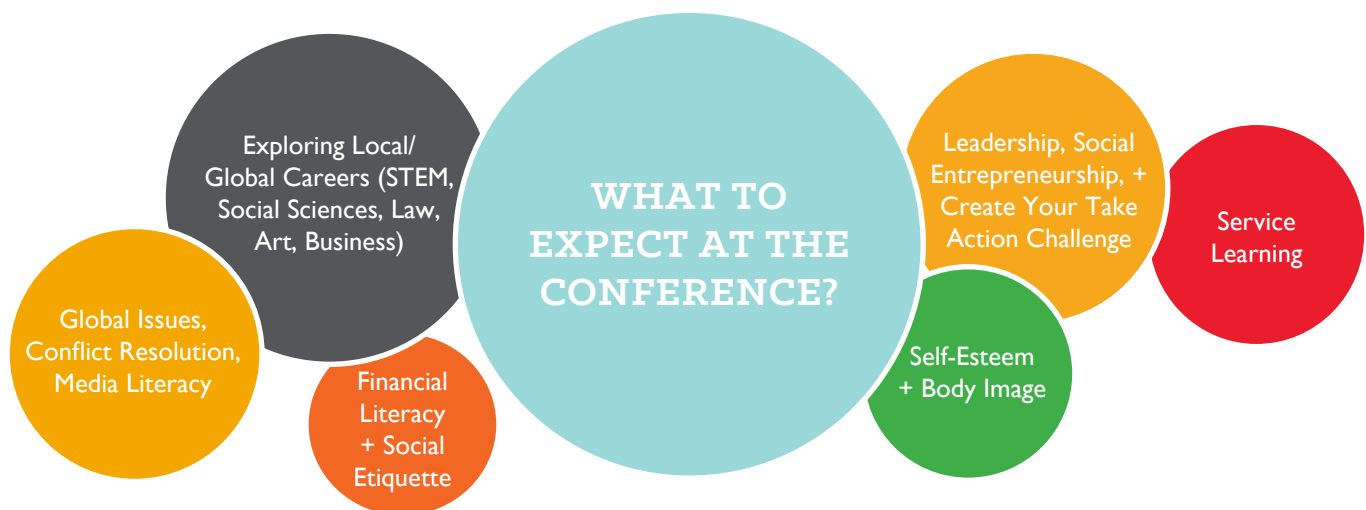 Exploring Local/
Global Careers (STEM,
Social Sciences, Law,
Art, Business)
Global Issues,
Conflict Resolution,
Media Literacy
Financial
Literacy
+ Social
Etiquette
WHAT TO
EXPECT AT THE
CONFERENCE?
Leadership, Social
Entrepreneurship, +
Create Your Take
Action Challenge
Self-Esteem
+ Body Image
Service
Learning